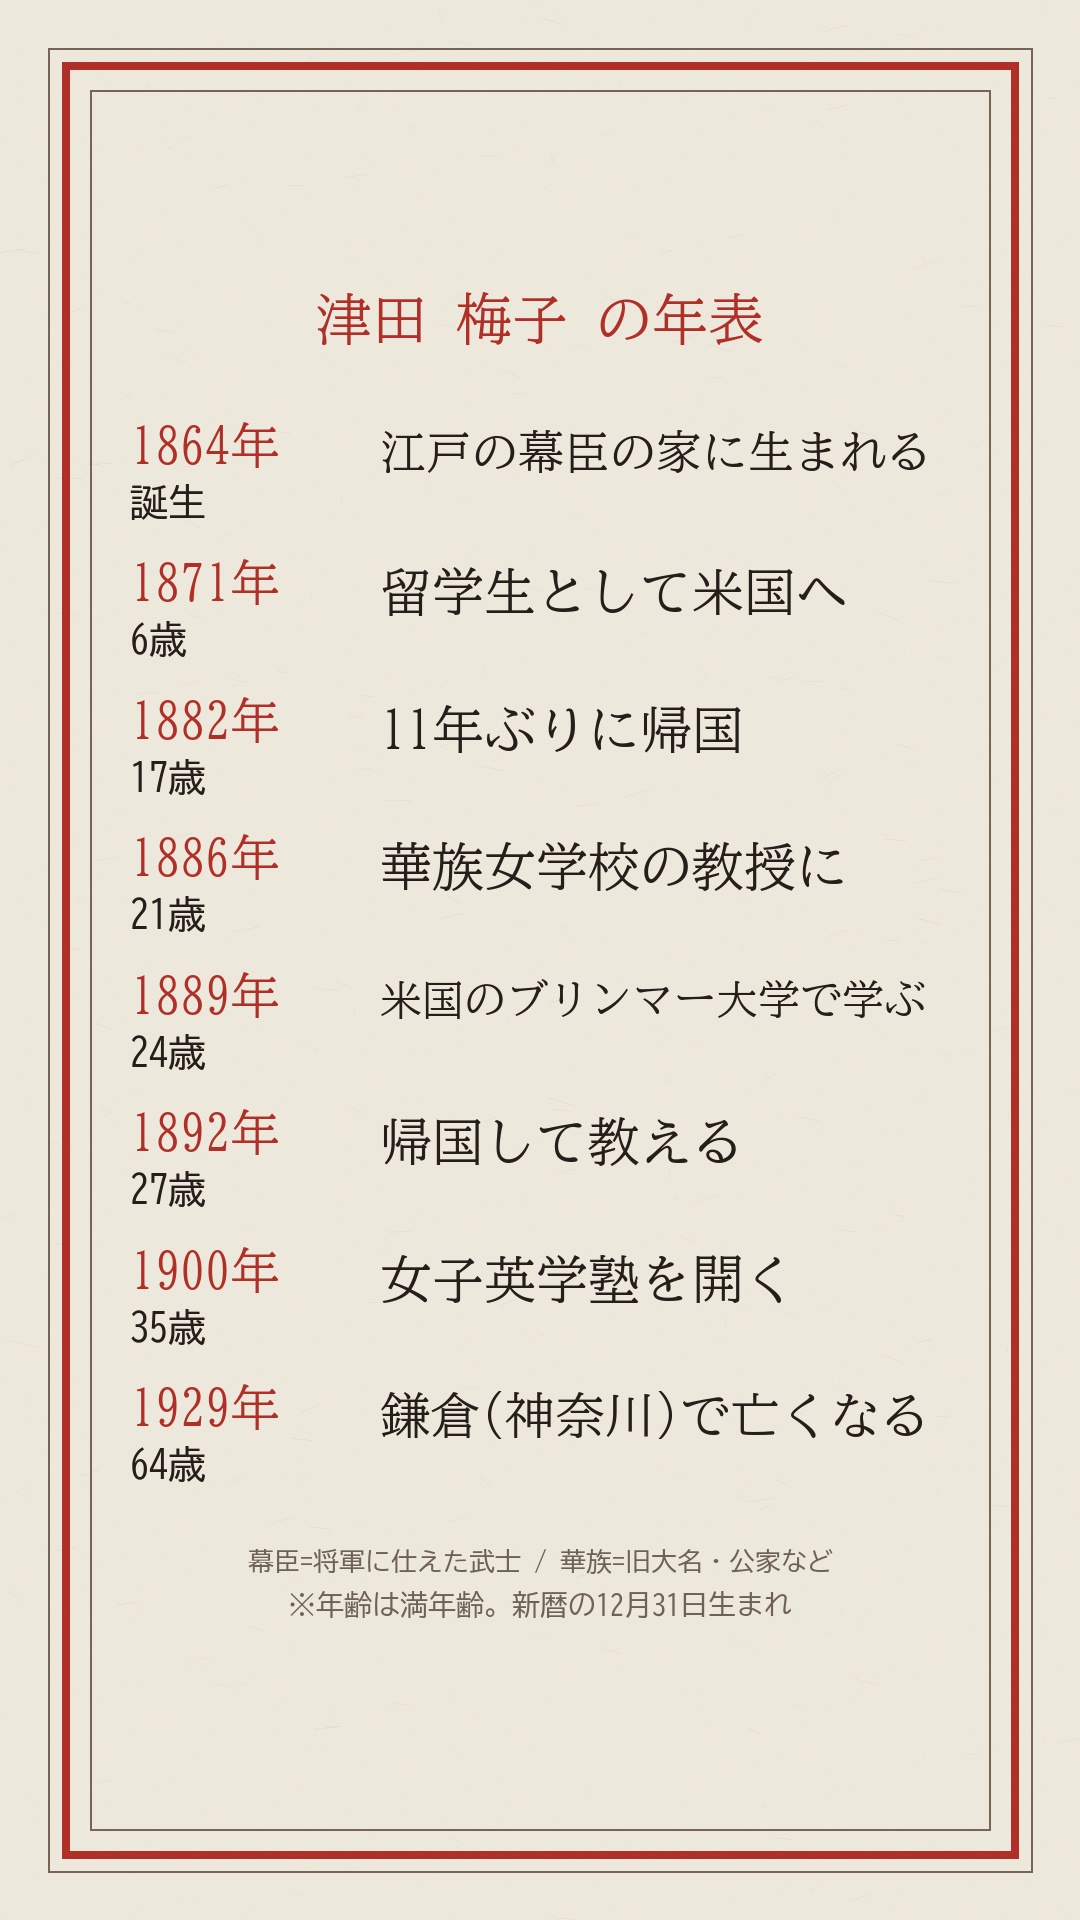 津田 梅子 の年表
1864年 江戸の幕臣の家に生まれる
誕生
1871年 留学生として米国へ
6歳
1882年 11年ぶりに帰国
17歳
1886年 華族女学校の教授に
21歳
1889年 米国のブリンマー大学で学ぶ
24歳
1892年 帰国して教える
27歳
1900年 女子英学塾を開く
35歳
1929年 鎌倉(神奈川)で亡くなる
64歳
幕臣=将軍に仕えた武士 / 華族=旧大名・公家など
※年齢は満年齢。新暦の12月31日生まれ